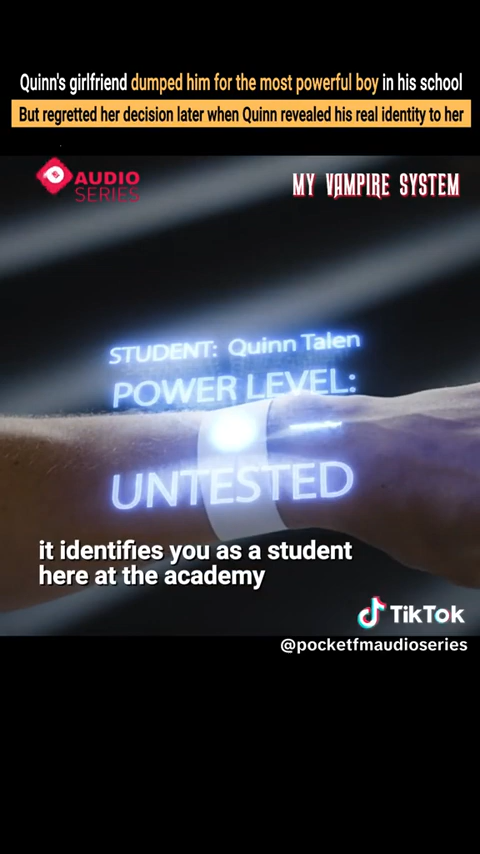 Quinn's girlfriend dumped him for the most powerful boy in his school
But regretted her decision later when Quinn revealed his real identity to her
AUDIO
SERIES
MY VAMPIRE SYSTEM
STUDENT: Quinn Talen
POWER LEVEL:
UNTESTED
it identifies you as a student
here at the academy
TikTok
@pocketfmaudioseries